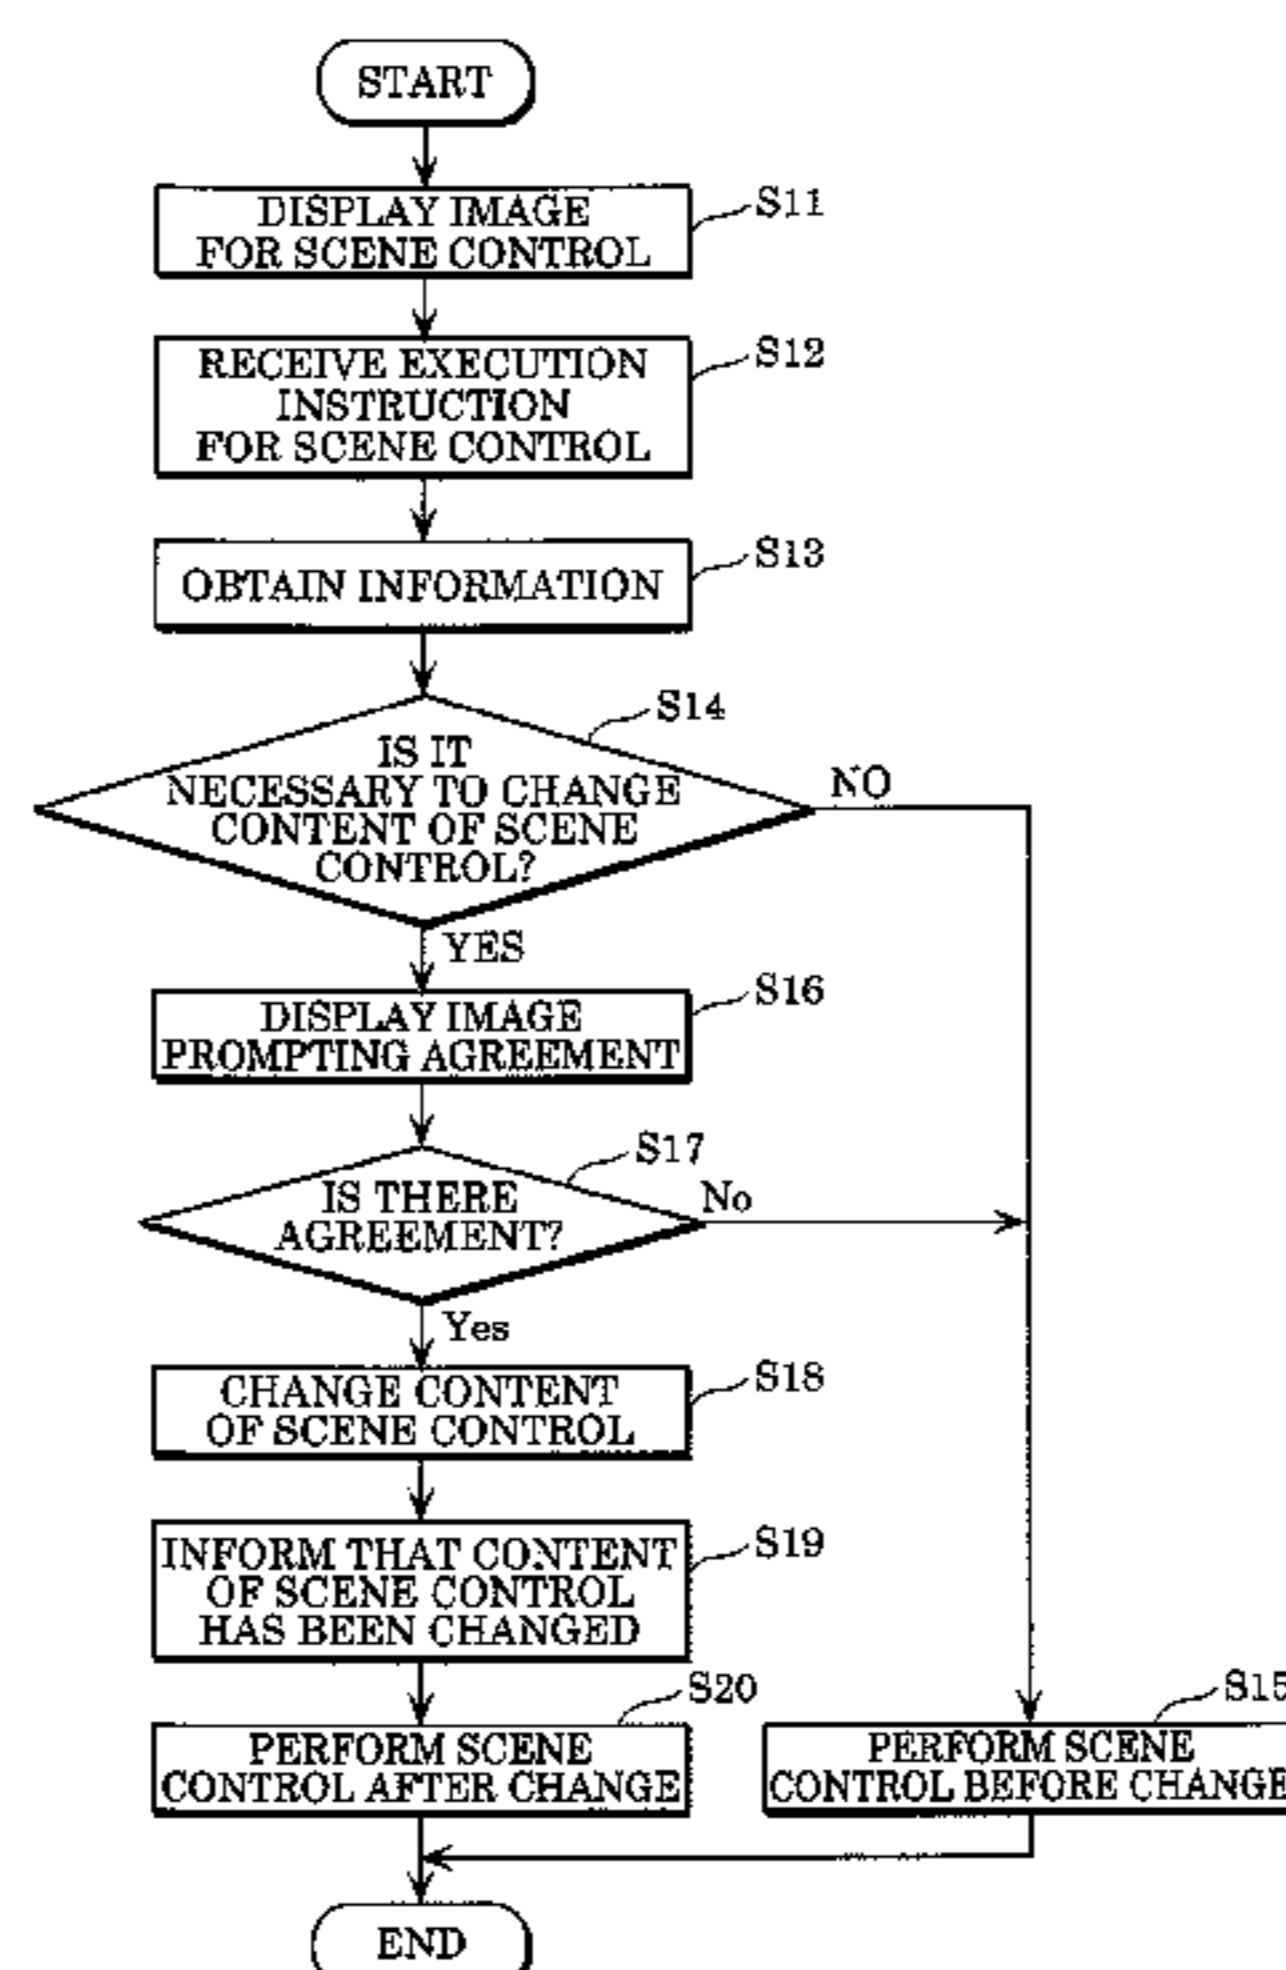 START
DISPLAY IMAGE
FOR SCENE CONTROL
S11
RECEIVE EXECUTION
INSTRUCTION
FOR SCENE CONTROL
S12
OBTAIN INFORMATION
S13
IS IT
NECESSARY TO CHANGE
CONTENT OF SCENE
CONTROL?
S14
NO
YES
DISPLAY IMAGE
PROMPTING AGREEMENT
S16
IS THERE
AGREEMENT?
S17
No
Yes
CHANGE CONTENT
OF SCENE CONTROL
S18
INFORM THAT CONTENT
OF SCENE CONTROL
HAS BEEN CHANGED
S19
PERFORM SCENE
CONTROL AFTER CHANGE
S20
PERFORM SCENE
CONTROL BEFORE CHANGE
S15
END